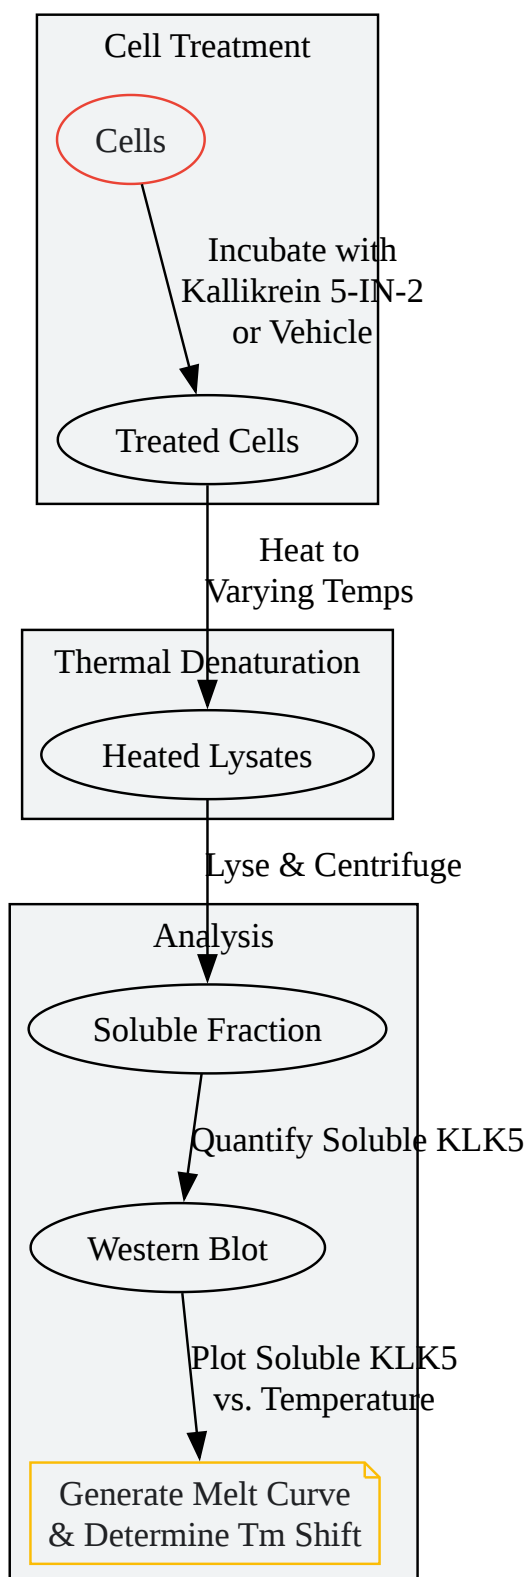 Cell Treatment
Cells
Incubate with
Kallikrein 5-IN-2
or Vehicle
Treated Cells
Heat to
Varying Temps
Thermal Denaturation
Heated Lysates
Lyse & Centrifuge
Analysis
Soluble Fraction
Quantify Soluble KLK5
Western Blot
Plot Soluble KLK5
vs. Temperature
Generate Melt Curve
& Determine Tm Shift